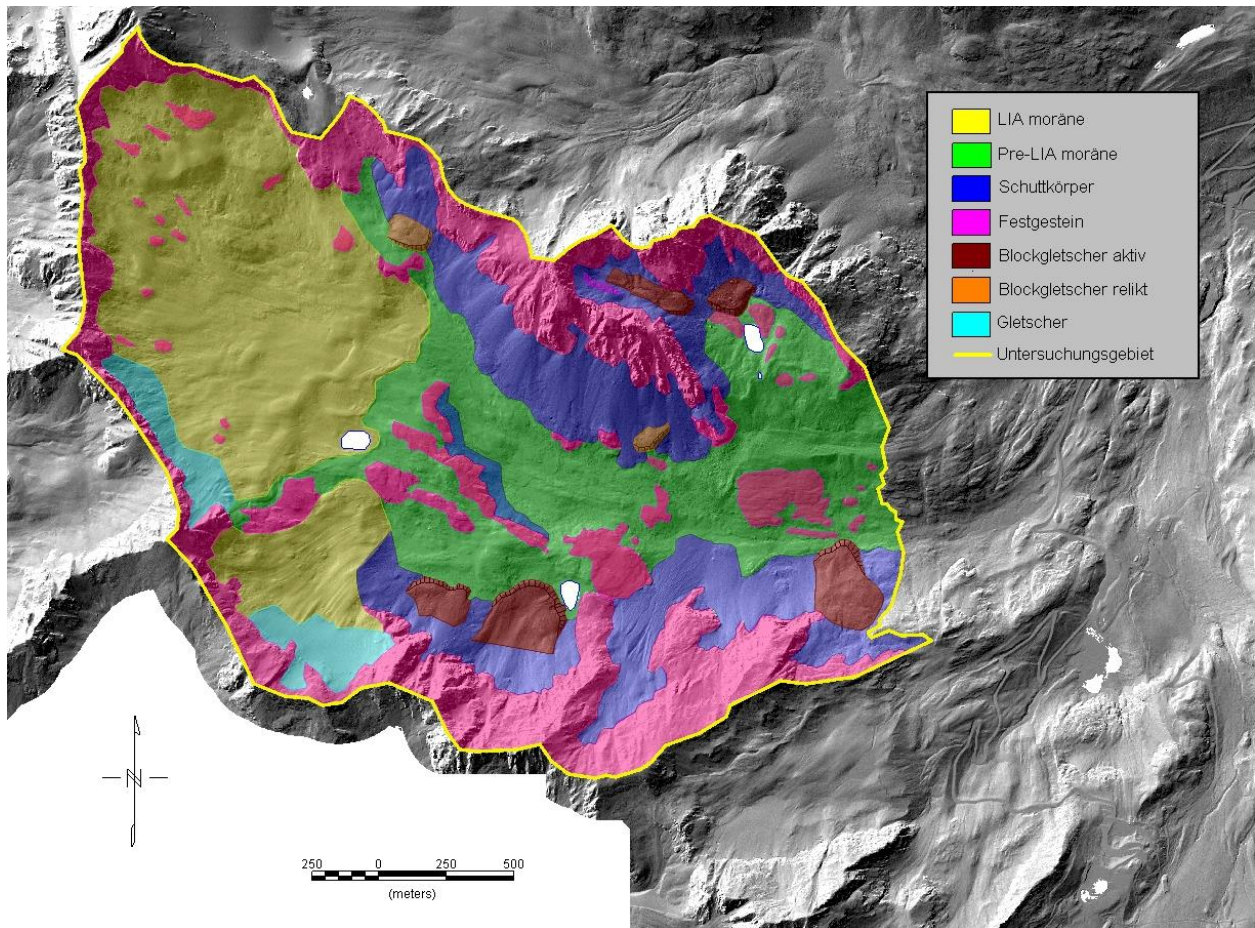 LIA moräne
Pre-LIA moräne
Schuttkörper
Festgestein
Blockgletscher aktiv
Blockgletscher relikt
Gletscher
Untersuchungsgebiet
N
250 0 250 500
(meters)